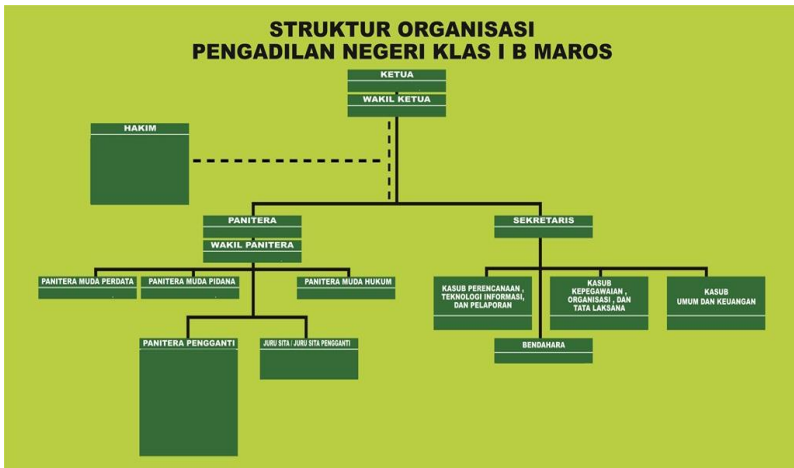 STRUKTUR ORGANISASI
PENGADILAN NEGERI KLAS I B MAROS
KETUA
WAKIL KETUA
HAKIM
PANITERA
WAKIL PANITERA
SEKRETARIS
PANITERA MUDA PERDATA
PANITERA MUDA PIDANA
PANITERA MUDA HUKUM
KASUB PERENCANAAN ,
TEKNOLOGI INFORMASI,
DAN PELAPORAN
KASUB
KEPEGAWAIAN ,
ORGANISASI , DAN
TATA LAKSANA
KASUB
UMUM DAN KEUANGAN
PANITERA PENGGANTI
JURU SITA / JURU SITA PENGGANTI
BENDAHARA